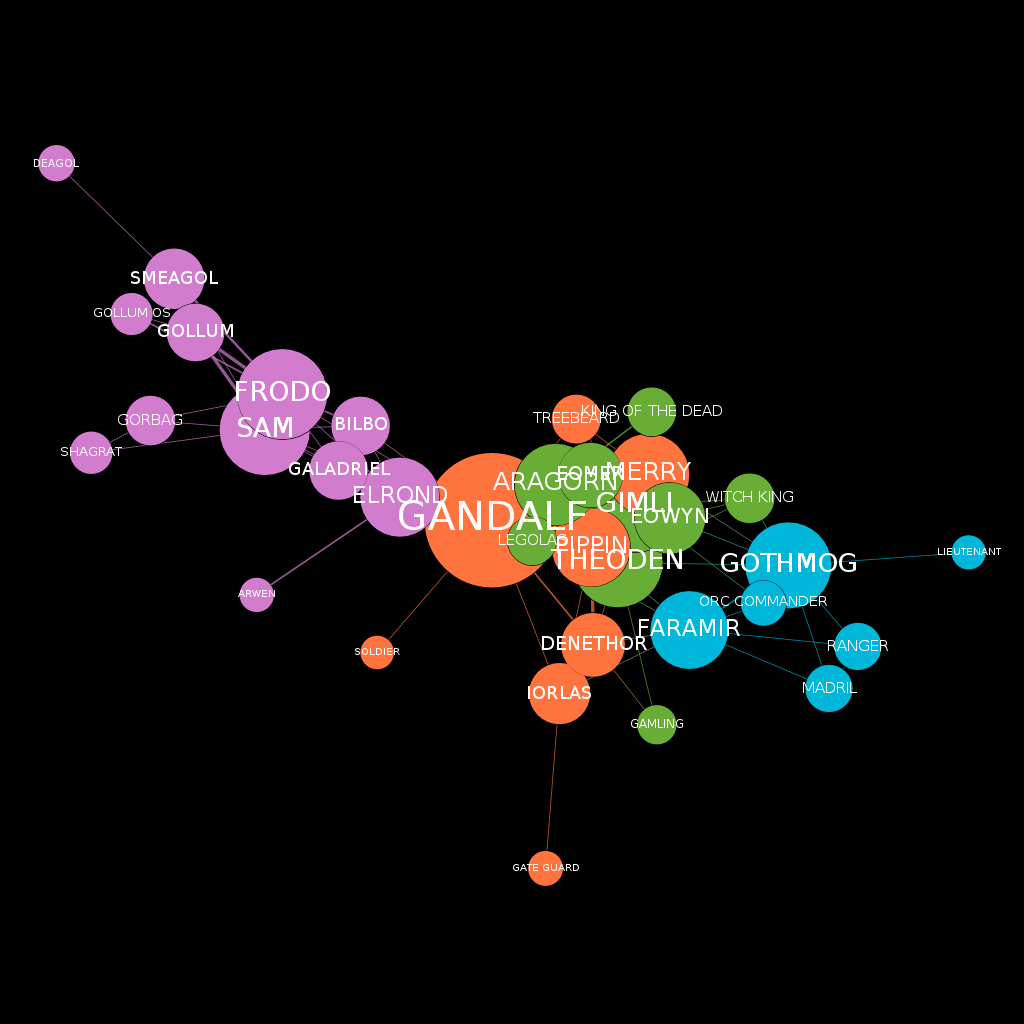 DEAGOL
SMEAGOL
GOLLUM OS
GOLLUM
FRODO
GORBAG
SAM
BILBO
SHAGRAT
GALADRIEL
ELROND
ARWEN
SOLDIER
TREEBEARD
KING OF THE DEAD
ARAGORN
EOMER
MERRY
GANDALF
GIMLI
EOWYN
WITCH KING
LEGOLAS
PIPPIN
THEODEN
GOTHMOG
LIEUTENANT
ORC COMMANDER
FARAMIR
DENETHOR
RANGER
IORLAS
MADRIL
GAMLING
GATE GUARD